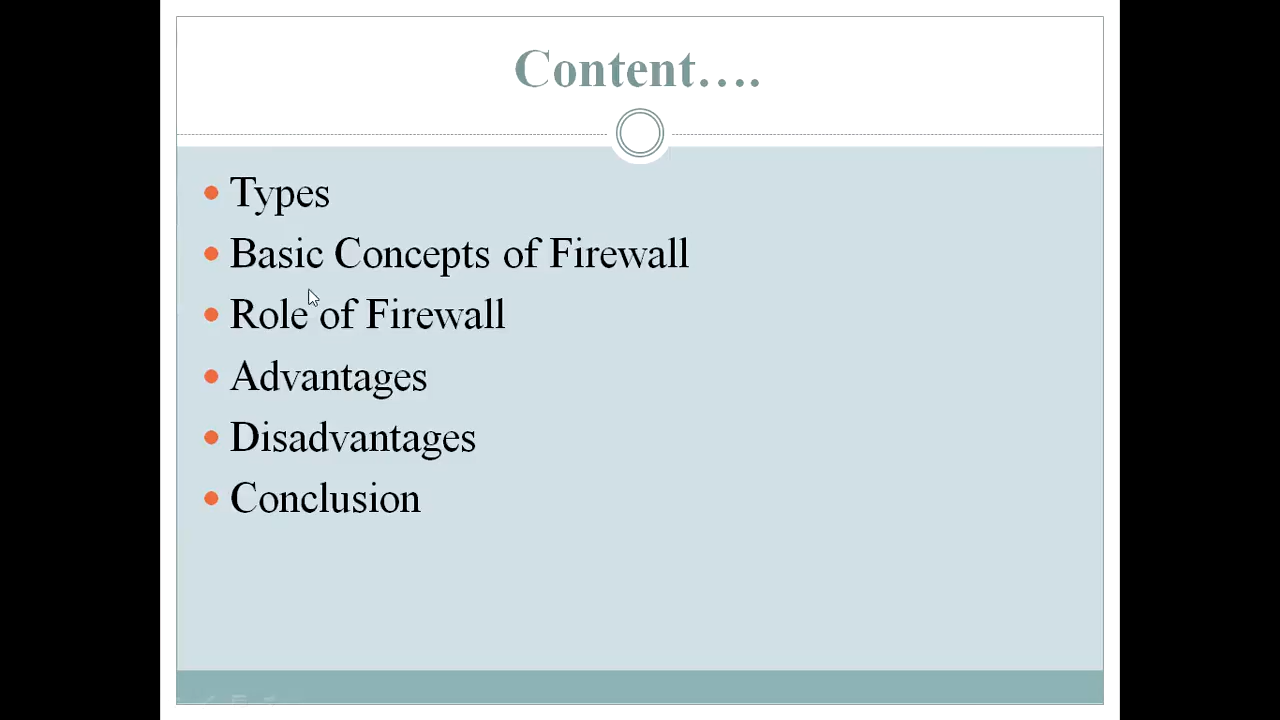 Content….
Types
Basic Concepts of Firewall
Role of Firewall
Advantages
Disadvantages
Conclusion